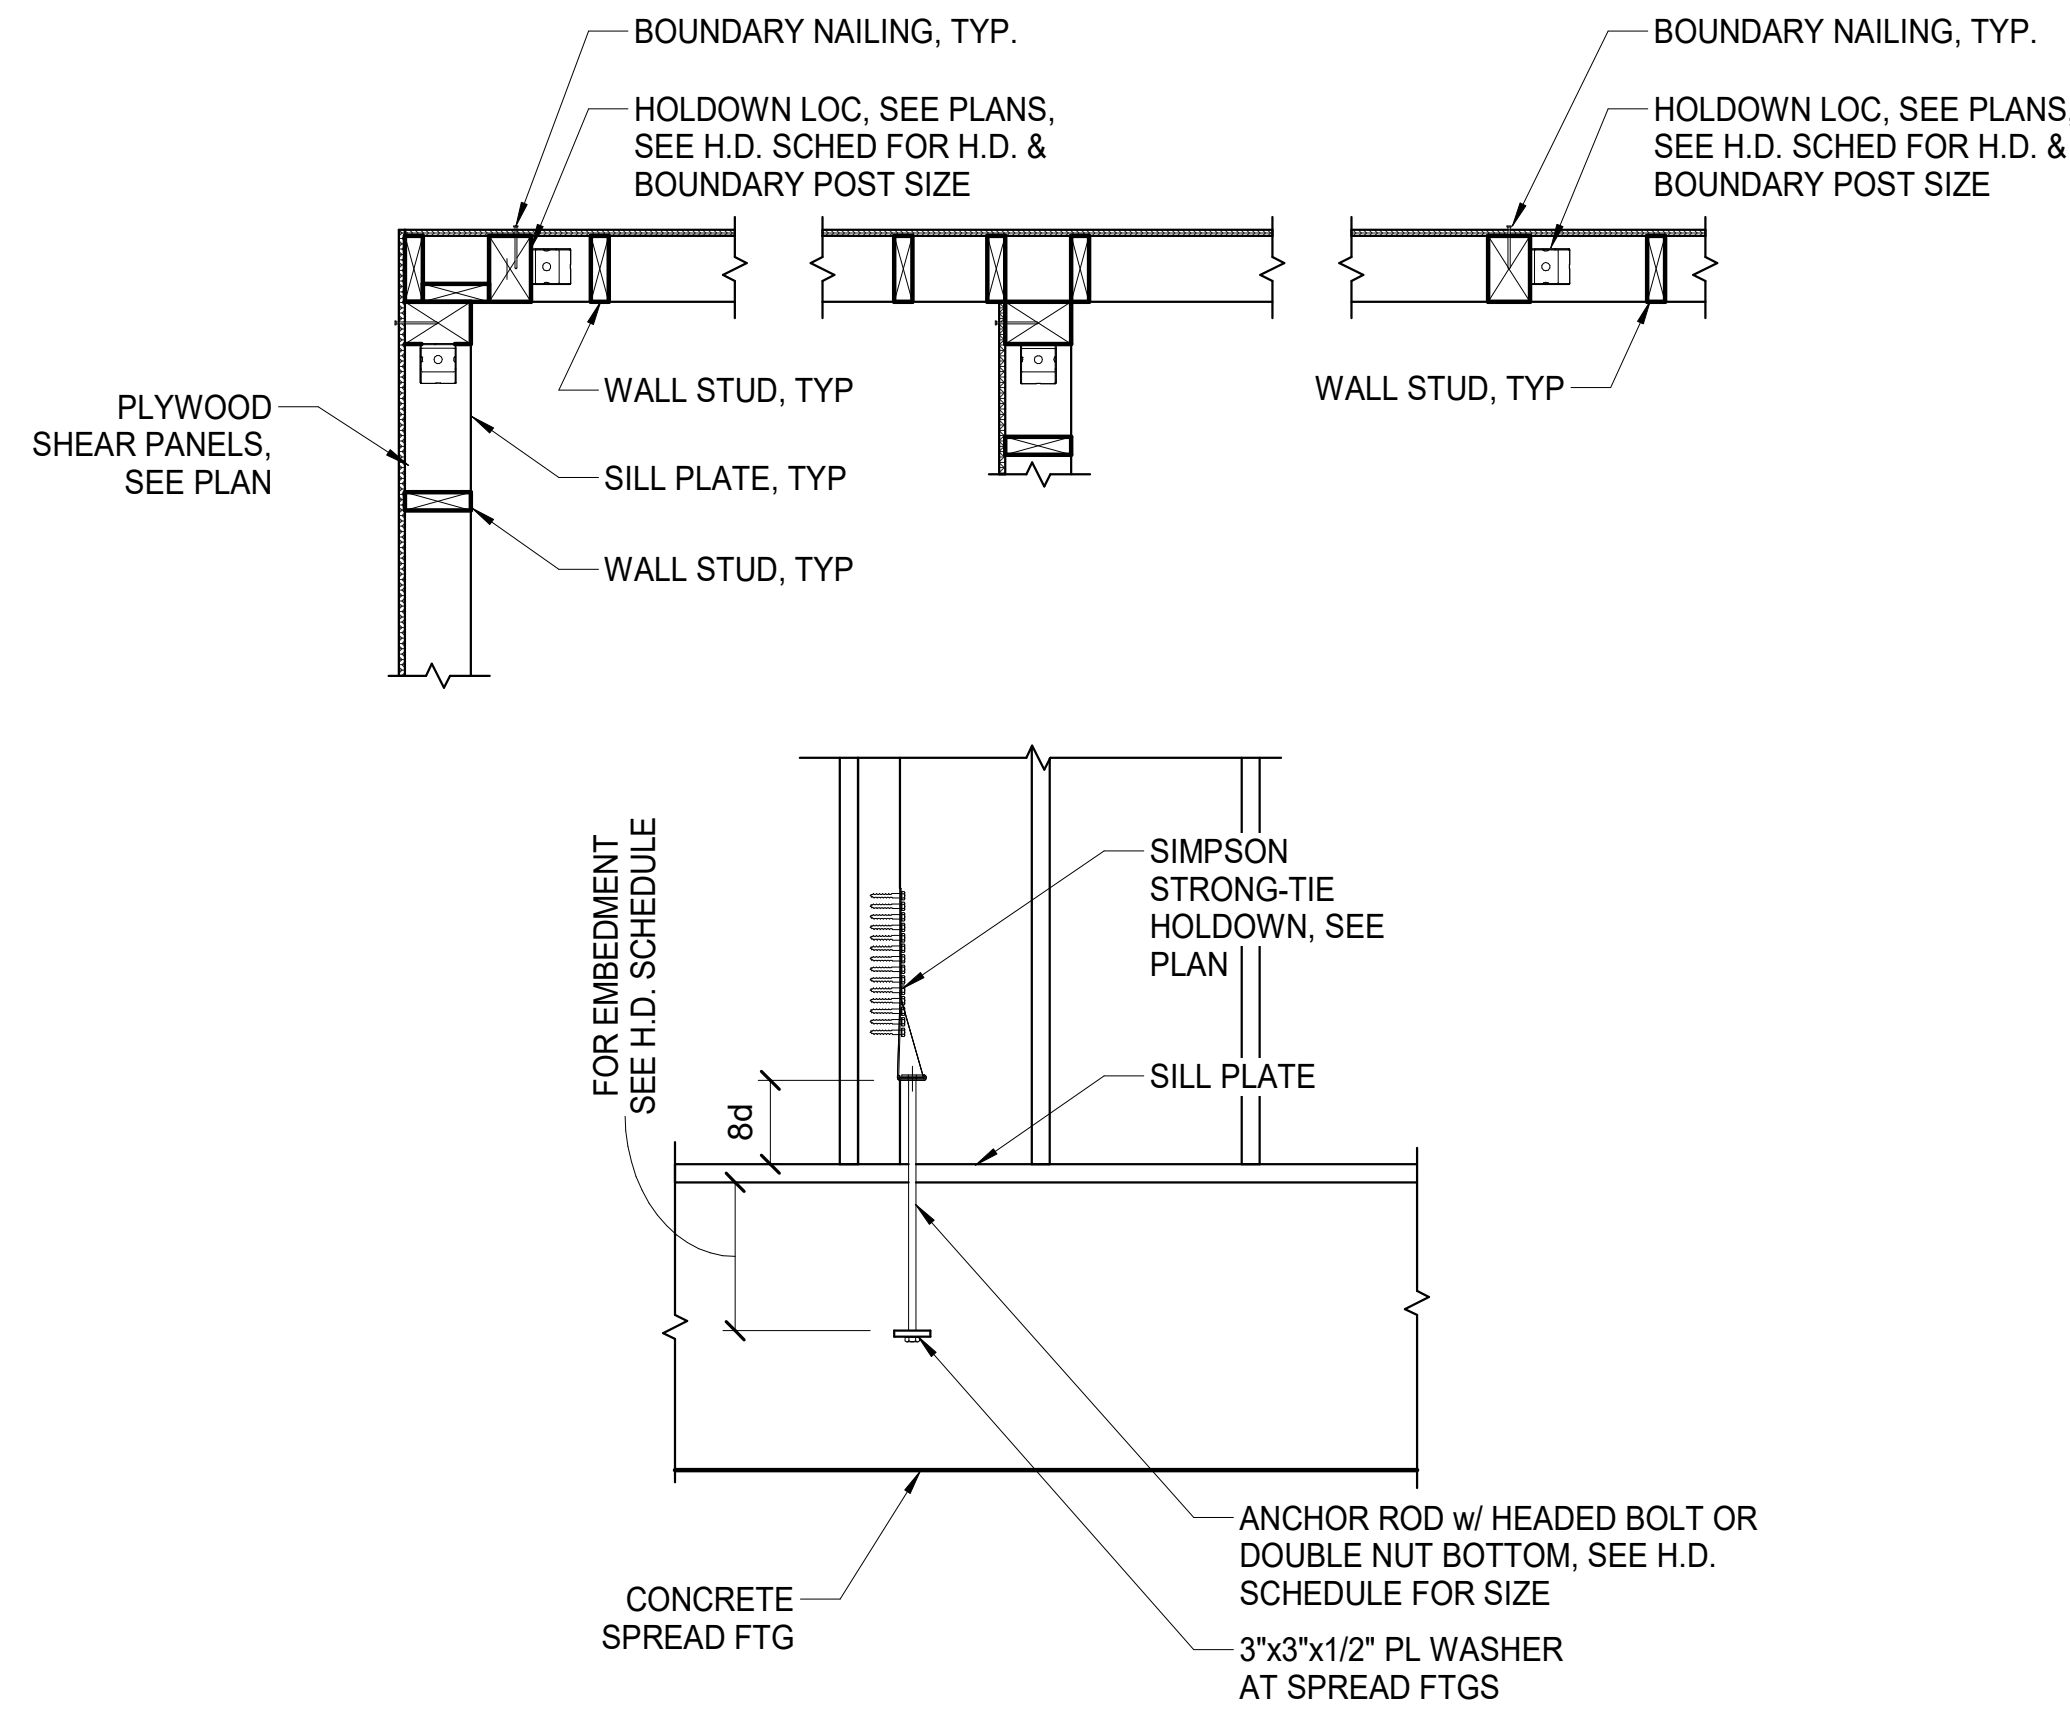 BOUNDARY NAILING, TYP.
HOLDOWN LOC, SEE PLANS,
SEE H.D. SCHED FOR H.D. &
BOUNDARY POST SIZE
BOUNDARY NAILING, TYP.
HOLDOWN LOC, SEE PLANS,
SEE H.D. SCHED FOR H.D. &
BOUNDARY POST SIZE
PLYWOOD
SHEAR PANELS,
SEE PLAN
WALL STUD, TYP
SILL PLATE, TYP
WALL STUD, TYP
WALL STUD, TYP
FOR EMBEDMENT
SEE H.D. SCHEDULE
8d
SIMPSON
STRONG-TIE
HOLDOWN, SEE
PLAN
SILL PLATE
ANCHOR ROD w/ HEADED BOLT OR
DOUBLE NUT BOTTOM, SEE H.D.
SCHEDULE FOR SIZE
CONCRETE
SPREAD FTG
3"x3"x1/2" PL WASHER
AT SPREAD FTGS